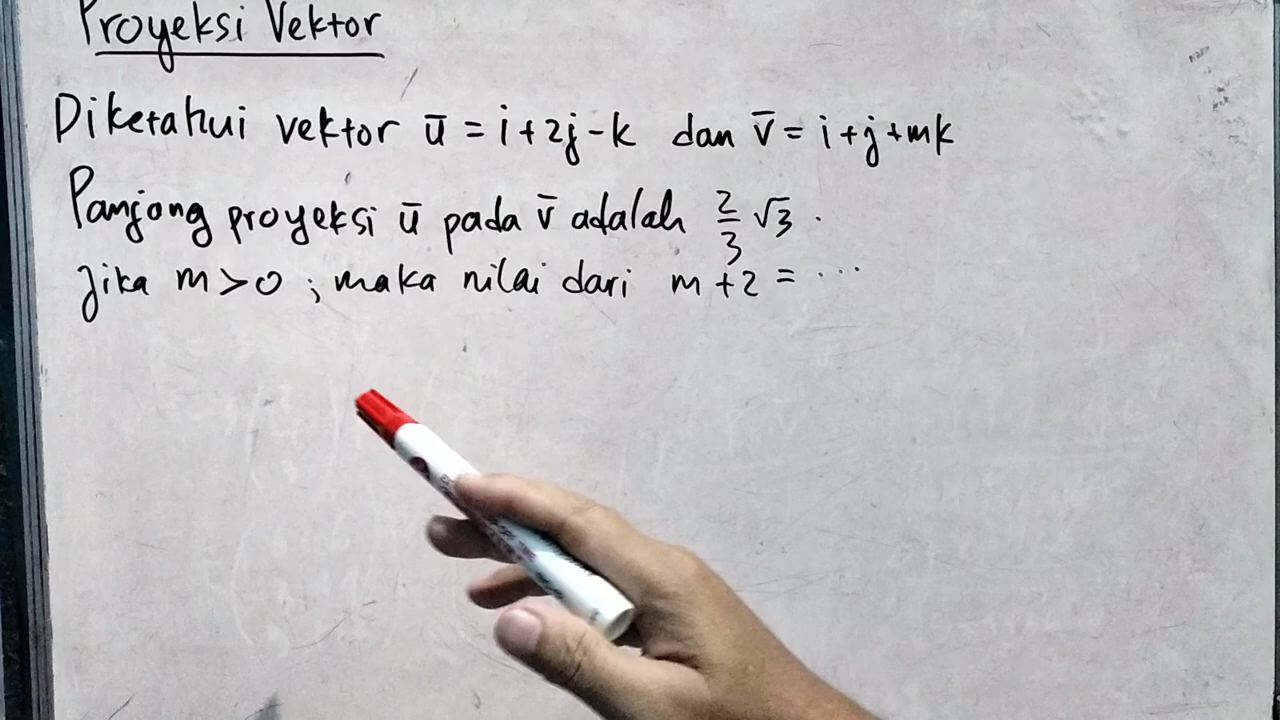 Proyeksi Vektor
Diketahui vektor ū = i + 2j - k dan v̄ = i + j + mk
Panjang proyeksi ū pada v̄ adalah 2/3 √3 .
Jika m > 0 ; maka nilai dari m + 2 = ...